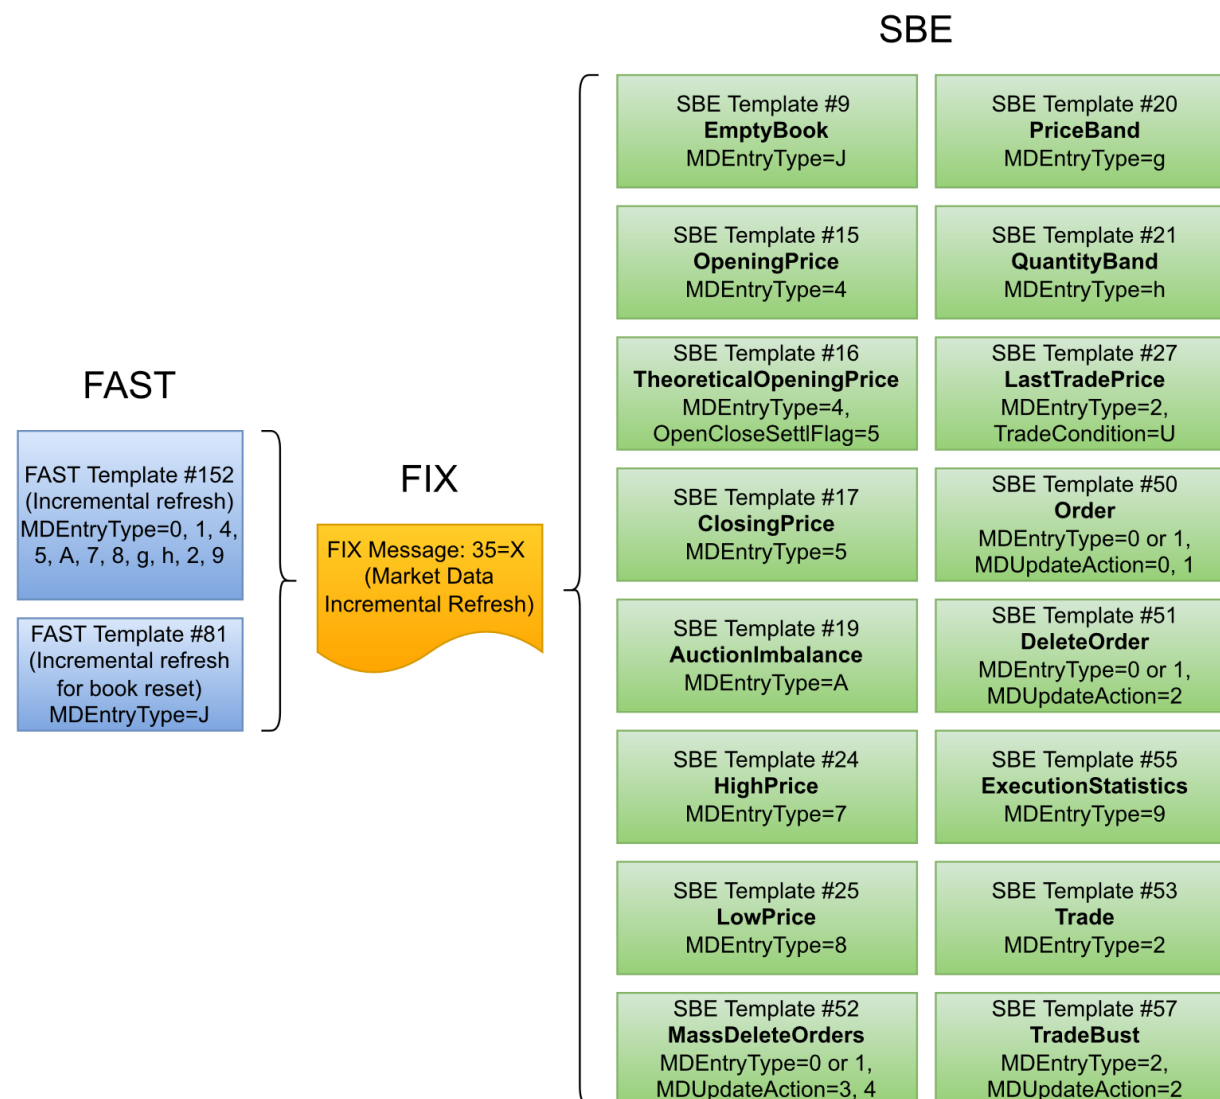 SBE
FAST
FAST Template #152
(Incremental refresh)
MDEntryType=0, 1, 4,
5, A, 7, 8, g, h, 2, 9
FAST Template #81
(Incremental refresh
for book reset)
MDEntryType=J
FIX
FIX Message: 35=X
(Market Data
Incremental Refresh)
SBE Template #9
EmptyBook
MDEntryType=J
SBE Template #20
PriceBand
MDEntryType=g
SBE Template #15
OpeningPrice
MDEntryType=4
SBE Template #21
QuantityBand
MDEntryType=h
SBE Template #16
TheoreticalOpeningPrice
MDEntryType=4,
OpenCloseSettlFlag=5
SBE Template #27
LastTradePrice
MDEntryType=2,
TradeCondition=U
SBE Template #17
ClosingPrice
MDEntryType=5
SBE Template #50
Order
MDEntryType=0 or 1,
MDUpdateAction=0, 1
SBE Template #19
AuctionImbalance
MDEntryType=A
SBE Template #51
DeleteOrder
MDEntryType=0 or 1,
MDUpdateAction=2
SBE Template #24
HighPrice
MDEntryType=7
SBE Template #55
ExecutionStatistics
MDEntryType=9
SBE Template #25
LowPrice
MDEntryType=8
SBE Template #53
Trade
MDEntryType=2
SBE Template #52
MassDeleteOrders
MDEntryType=0 or 1,
MDUpdateAction=3, 4
SBE Template #57
TradeBust
MDEntryType=2,
MDUpdateAction=2